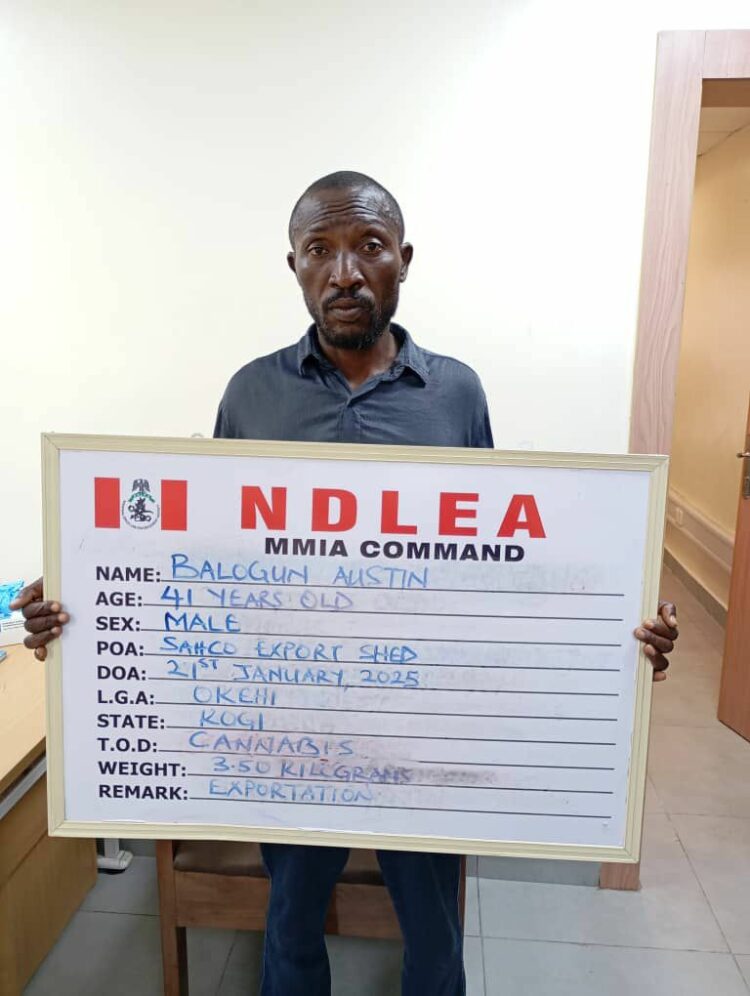 NDLEA
MMIA COMMAND
NAME: BALOGUN AUSTIN
AGE: 41 YEARS OLD
SEX: MALE
POA: SAHCO EXPORT SHED
DOA: 21ST JANUARY, 2025
L.G.A: OKEHI
STATE: KOGI
T.O.D: CANNABIS
WEIGHT: 3.50 KILLGRAMS
REMARK: EXPORTATION